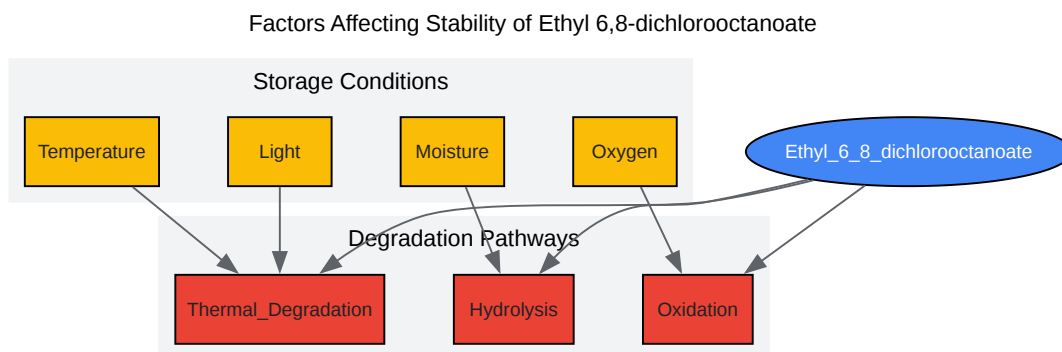 Factors Affecting Stability of Ethyl 6,8-dichlorooctanoate
Storage Conditions
Temperature
Light
Moisture
Oxygen
Ethyl_6_8_dichlorooctanoate
Degradation Pathways
Thermal_Degradation
Hydrolysis
Oxidation